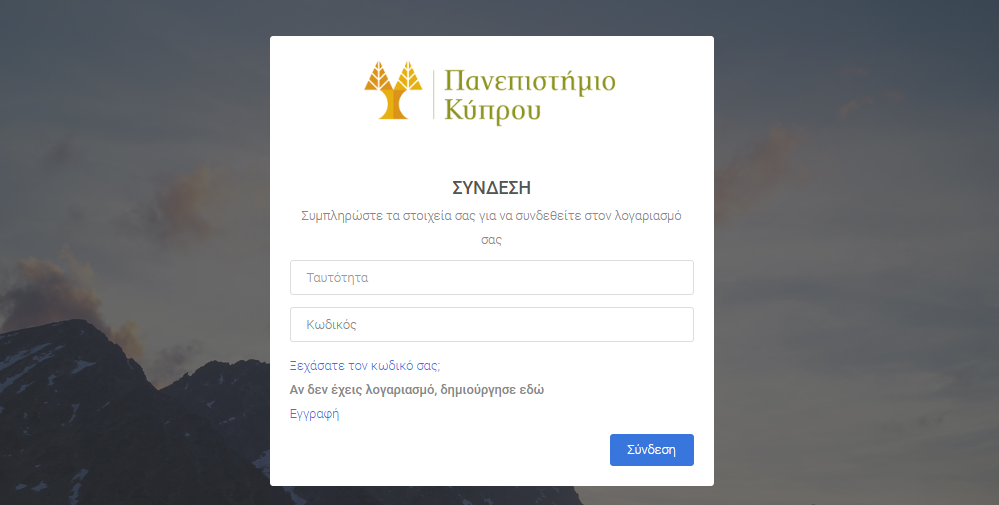 Πανεπιστήμιο
Κύπρου
ΣΥΝΔΕΣΗ
Συμπληρώστε τα στοιχεία σας για να συνδεθείτε στον λογαριασμό
σας
Ταυτότητα
Κωδικός
Ξεχάσατε τον κωδικό σας;
Αν δεν έχεις λογαριασμό, δημιούργησε εδώ
Εγγραφή
Σύνδεση